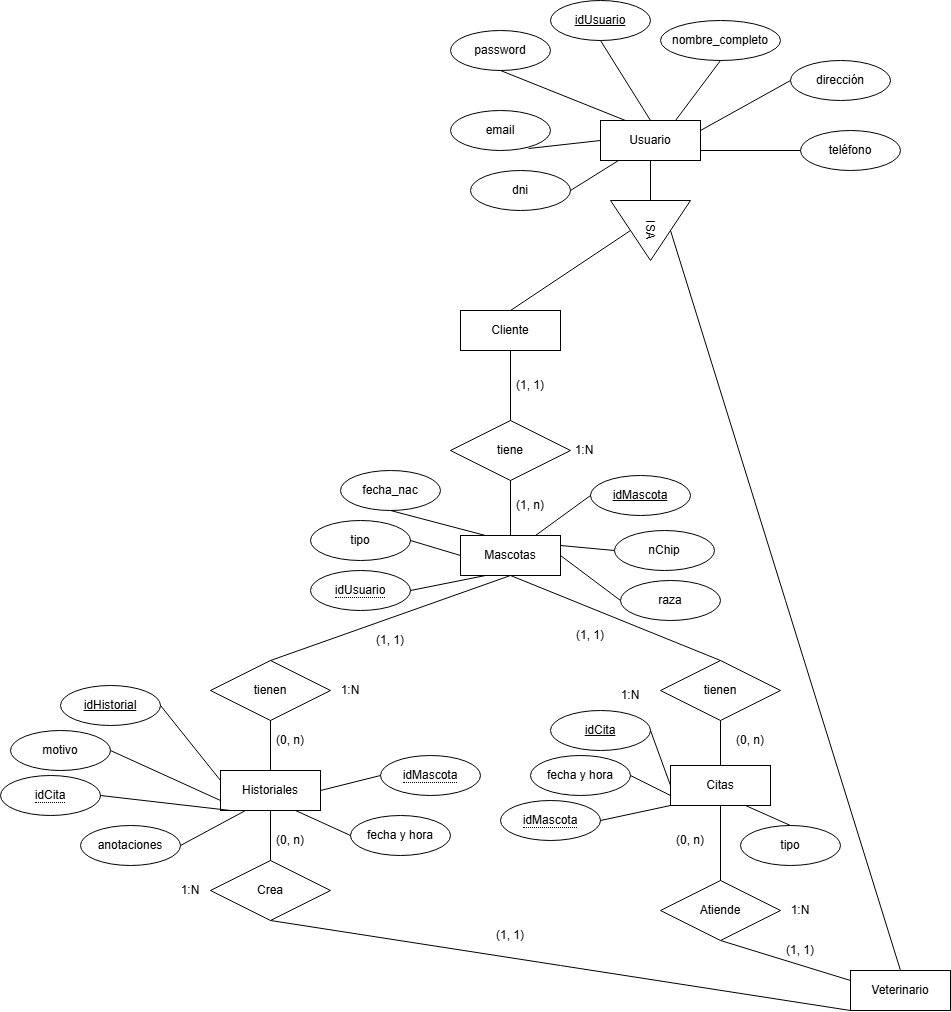 idUsuario
nombre_completo
password
dirección
email
Usuario
teléfono
dni
ISA
Cliente
(1, 1)
tiene
1:N
fecha_nac
idMascota
(1, n)
tipo
Mascotas
nChip
idUsuario
raza
(1, 1)
(1, 1)
tienen
1:N
1:N
tienen
idHistorial
idCita
motivo
(0, n)
(0, n)
idMascota
fecha y hora
Historiales
Citas
idCita
idMascota
anotaciones
(0, n)
fecha y hora
(0, n)
tipo
1:N
Crea
Atiende
1:N
(1, 1)
(1, 1)
Veterinario